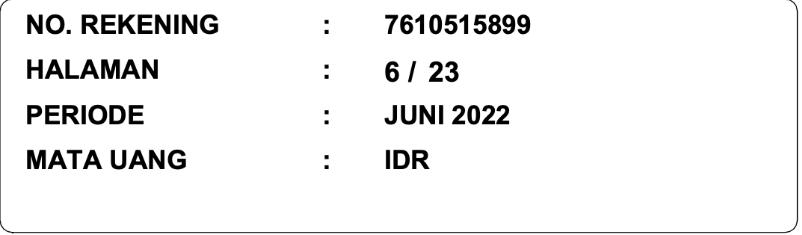 NO. REKENING : 7610515899
HALAMAN : 6 / 23
PERIODE : JUNI 2022
MATA UANG : IDR